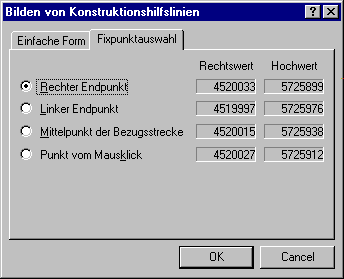 Bilden von Konstruktionshilfslinien
Einfache Form Fixpunktauswahl
Rechtswert Hochwert
Rechter Endpunkt 4520033 5725899
Linker Endpunkt 4519997 5725976
Mittelpunkt der Bezugsstrecke 4520015 5725938
Punkt vom Mausklick 4520027 5725912
OK Cancel